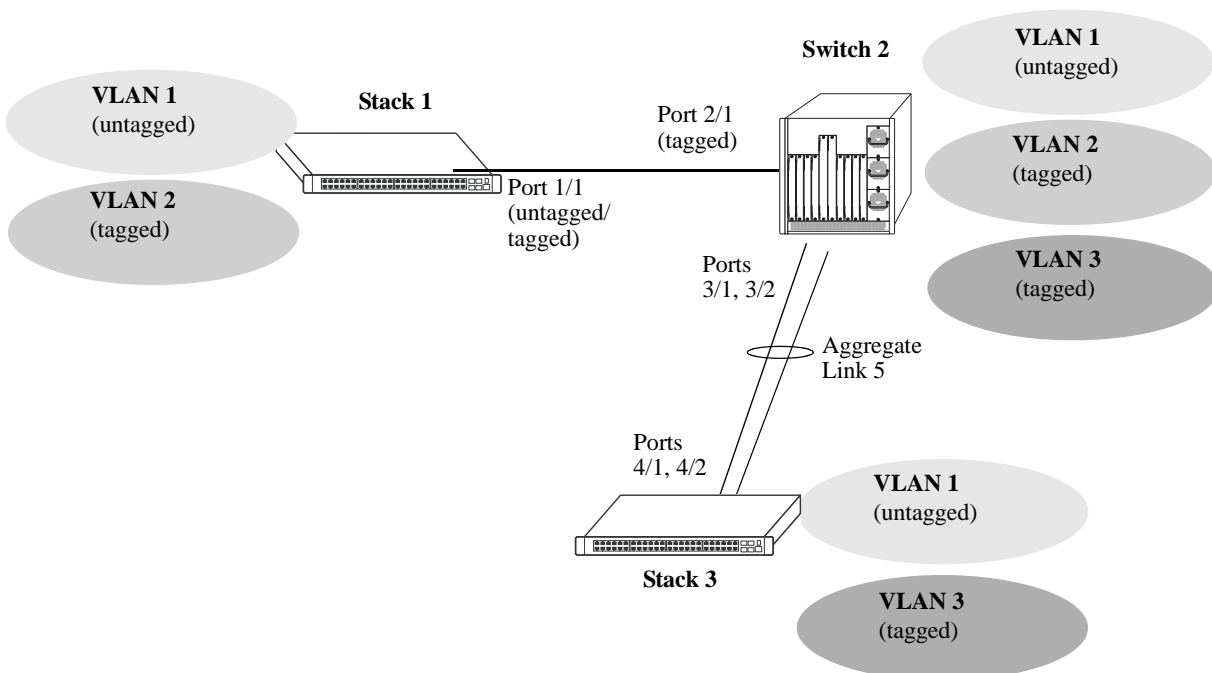 VLAN 1
(untagged)
VLAN 2
(tagged)
Stack 1
Port 1/1
(untagged/
tagged)
Port 2/1
(tagged)
Switch 2
VLAN 1
(untagged)
VLAN 2
(tagged)
VLAN 3
(tagged)
Ports
3/1, 3/2
Aggregate
Link 5
Ports
4/1, 4/2
Stack 3
VLAN 1
(untagged)
VLAN 3
(tagged)